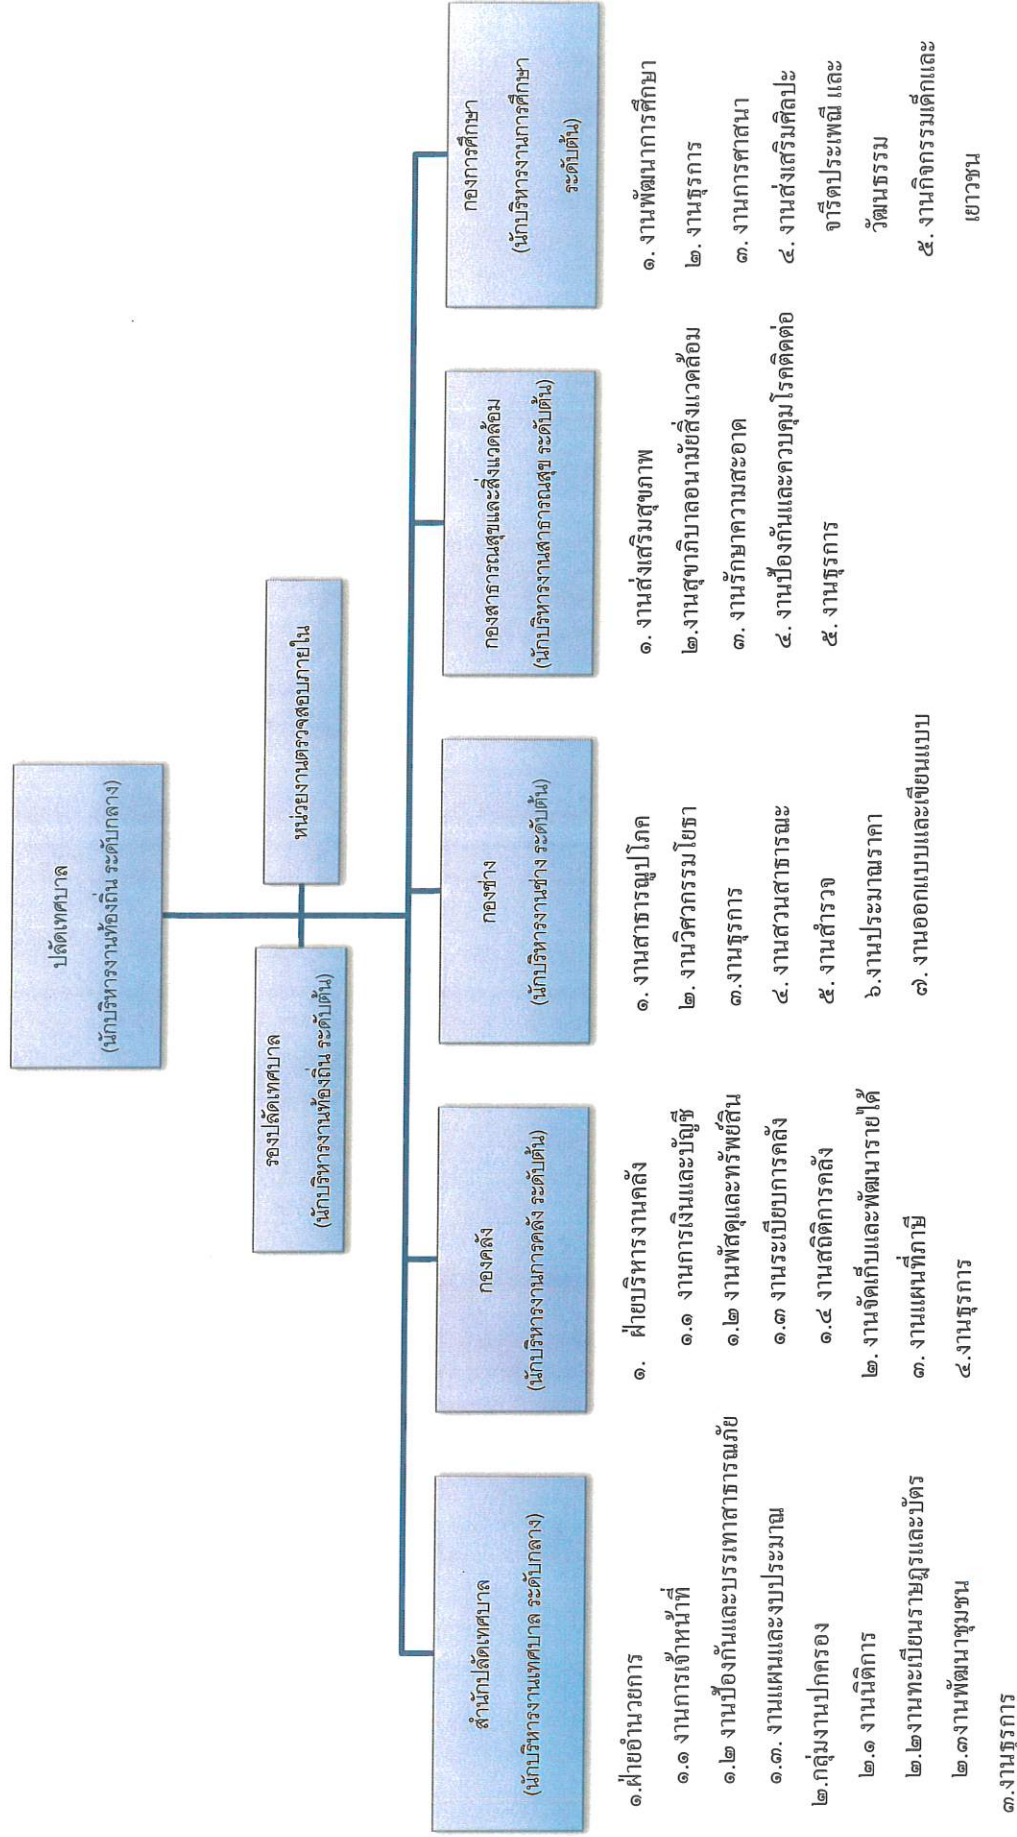 ปลัดเทศบาล
(นักบริหารงานท้องถิ่น ระดับกลาง)
รองปลัดเทศบาล
(นักบริหารงานท้องถิ่น ระดับต้น)
หน่วยงานตรวจสอบภายใน
สำนักปลัดเทศบาล
(นักบริหารงานเทศบาล ระดับกลาง)
๑.ฝ่ายอำนวยการ
๑.๑ งานการเจ้าหน้าที่
๑.๒ งานป้องกันและบรรเทาสาธารณภัย
๑.๓. งานแผนและงบประมาณ
๒.กลุ่มงานปกครอง
๒.๑ งานนิติการ
๒.๒งานทะเบียนราษฎรและบัตร
๒.๓งานพัฒนาชุมชน
๓.งานธุรการ
กองคลัง
(นักบริหารงานการคลัง ระดับต้น)
๑. ฝ่ายบริหารงานคลัง
๑.๑ งานการเงินและบัญชี
๑.๒ งานพัสดุและทรัพย์สิน
๑.๓ งานระเบียบการคลัง
๑.๔ งานสถิติการคลัง
๒. งานจัดเก็บและพัฒนารายได้
๓. งานแผนที่ภาษี
๔.งานธุรการ
กองช่าง
(นักบริหารงานช่าง ระดับต้น)
๑. งานสาธารณูปโภค
๒. งานวิศวกรรมโยธา
๓.งานธุรการ
๔. งานสวนสาธารณะ
๕. งานสำรวจ
๖.งานประมาณราคา
๗. งานออกแบบและเขียนแบบ
กองสาธารณสุขและสิ่งแวดล้อม
(นักบริหารงานสาธารณสุข ระดับต้น)
๑. งานส่งเสริมสุขภาพ
๒.งานสุขาภิบาลอนามัยสิ่งแวดล้อม
๓. งานรักษาความสะอาด
๔. งานป้องกันและควบคุมโรคติดต่อ
๕. งานธุรการ
กองการศึกษา
(นักบริหารงานการศึกษา
ระดับต้น)
๑. งานพัฒนาการศึกษา
๒. งานธุรการ
๓. งานการศาสนา
๔. งานส่งเสริมศิลปะ
จารีตประเพณี และ
วัฒนธรรม
๕. งานกิจกรรมเด็กและ
เยาวชน